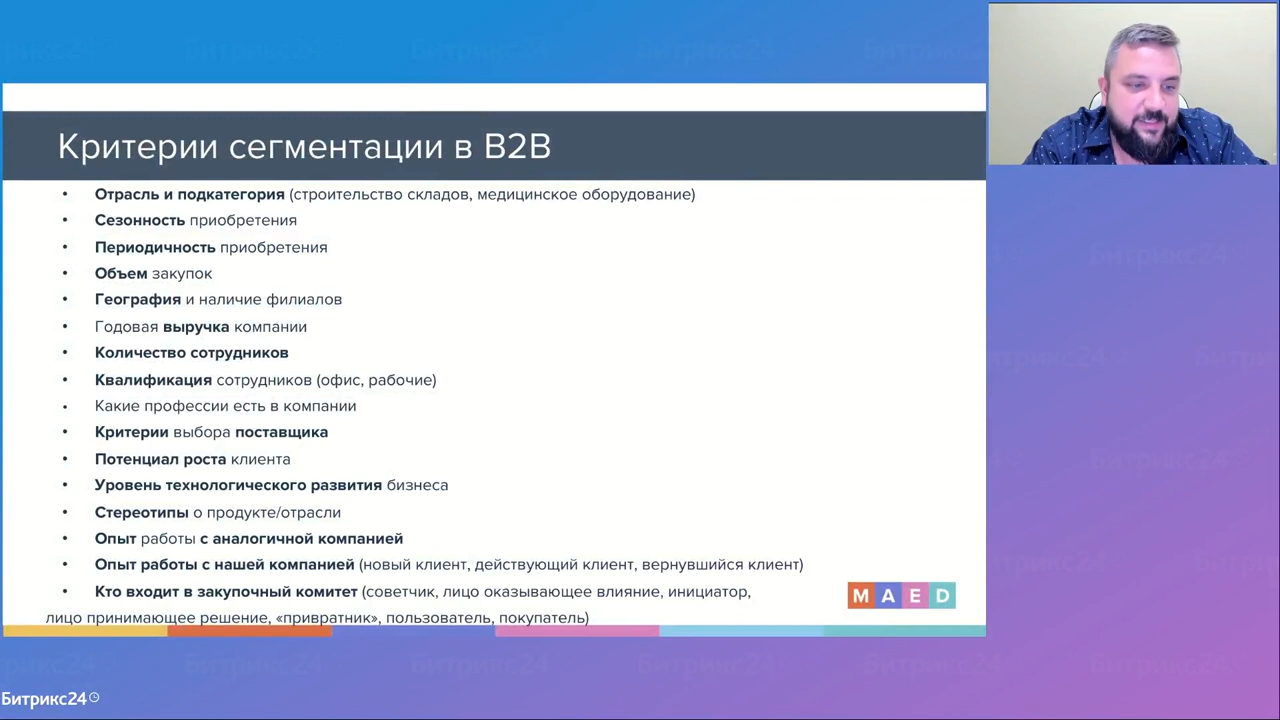 Критерии сегментации в B2B
• Отрасль и подкатегория (строительство складов, медицинское оборудование)
• Сезонность приобретения
• Периодичность приобретения
• Объем закупок
• География и наличие филиалов
• Годовая выручка компании
• Количество сотрудников
• Квалификация сотрудников (офис, рабочие)
• Какие профессии есть в компании
• Критерии выбора поставщика
• Потенциал роста клиента
• Уровень технологического развития бизнеса
• Стереотипы о продукте/отрасли
• Опыт работы с аналогичной компанией
• Опыт работы с нашей компанией (новый клиент, действующий клиент, вернувшийся клиент)
• Кто входит в закупочный комитет (советчик, лицо оказывающее влияние, инициатор,
лицо принимающее решение, «привратник», пользователь, покупатель)
MAED
Битрикс24